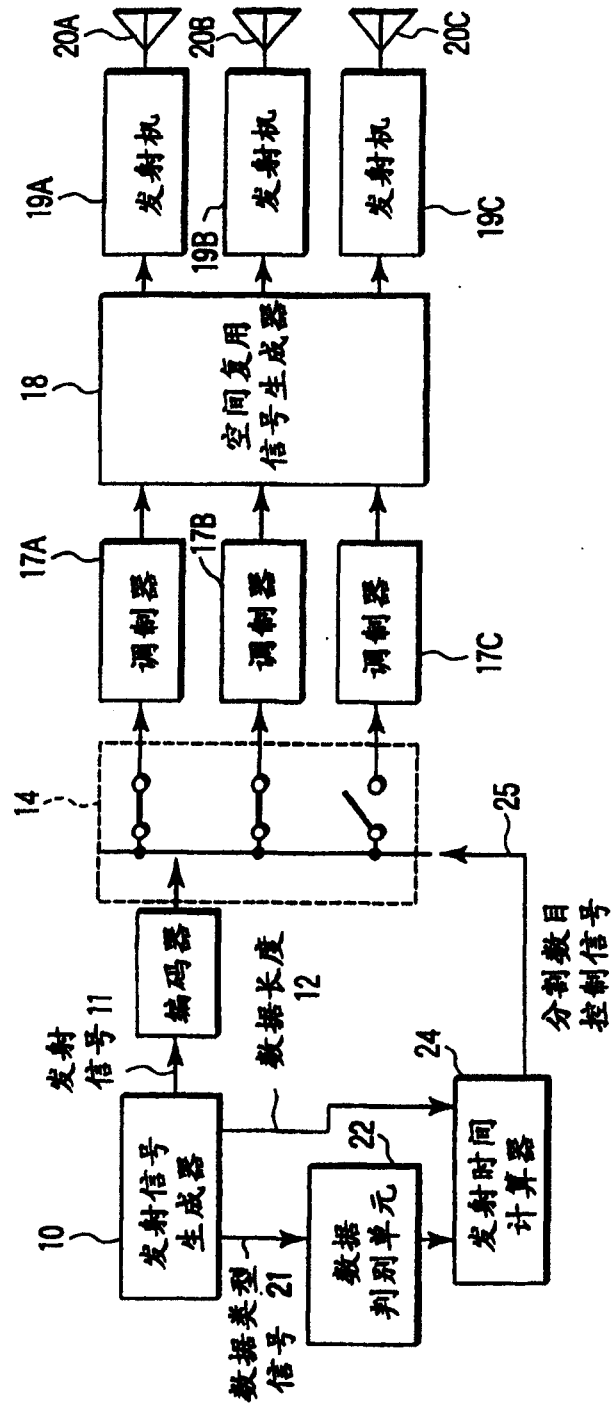 10
发射信号
生成器
发射
信号 11
编码器
数据长度
12
数据类型
信号 21
数据
判别单元
22
发射时间
计算器
24
分割数目
控制信号
25
14
调制器
17A
调制器
17B
调制器
17C
空间复用
信号生成器
18
发射机
19A
发射机
19B
发射机
19C
20A
20B
20C